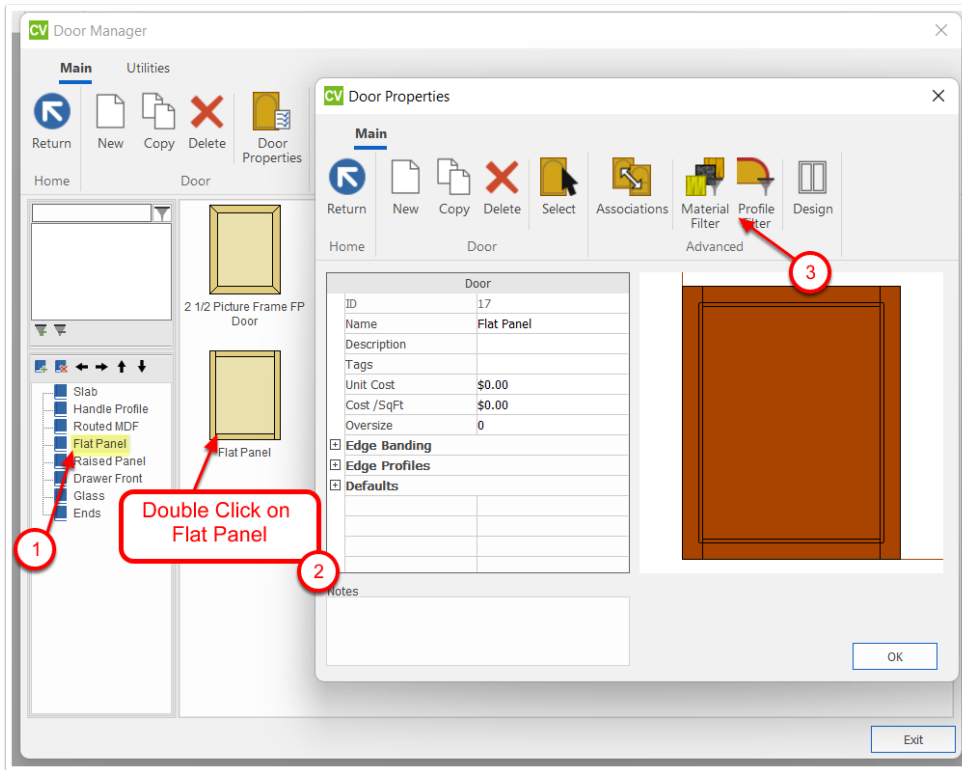 CV Door Manager
Main Utilities
Return New Copy Delete Door
Properties
Home Door
2 1/2 Picture Frame FP
Door
Flat Panel
Slab
Handle Profile
Routed MDF
Flat Panel
Raised Panel
Drawer Front
Glass
Ends
1
Double Click on
Flat Panel
2
CV Door Properties
Main
Return New Copy Delete Select Associations Material Profile Design
Filter Filter
Home Door Advanced
3
Door
ID 17
Name Flat Panel
Description
Tags
Unit Cost $0.00
Cost /SqFt $0.00
Oversize 0
Edge Banding
Edge Profiles
Defaults
Notes
OK
Exit